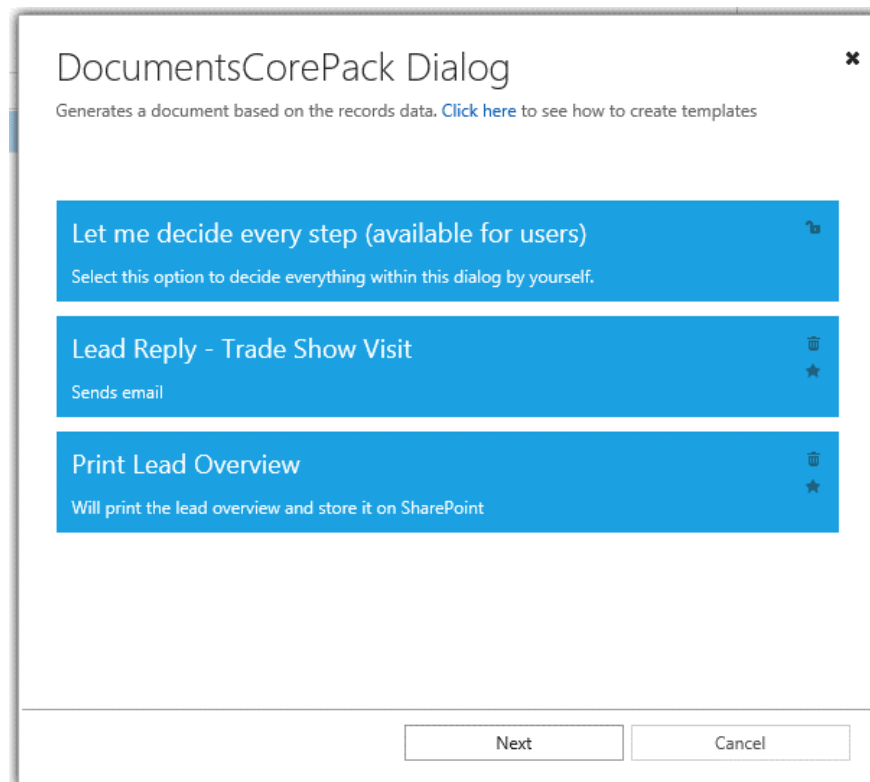 DocumentsCorePack Dialog
Generates a document based on the records data. Click here to see how to create templates
Let me decide every step (available for users)
Select this option to decide everything within this dialog by yourself.
Lead Reply - Trade Show Visit
Sends email
Print Lead Overview
Will print the lead overview and store it on SharePoint
Next
Cancel